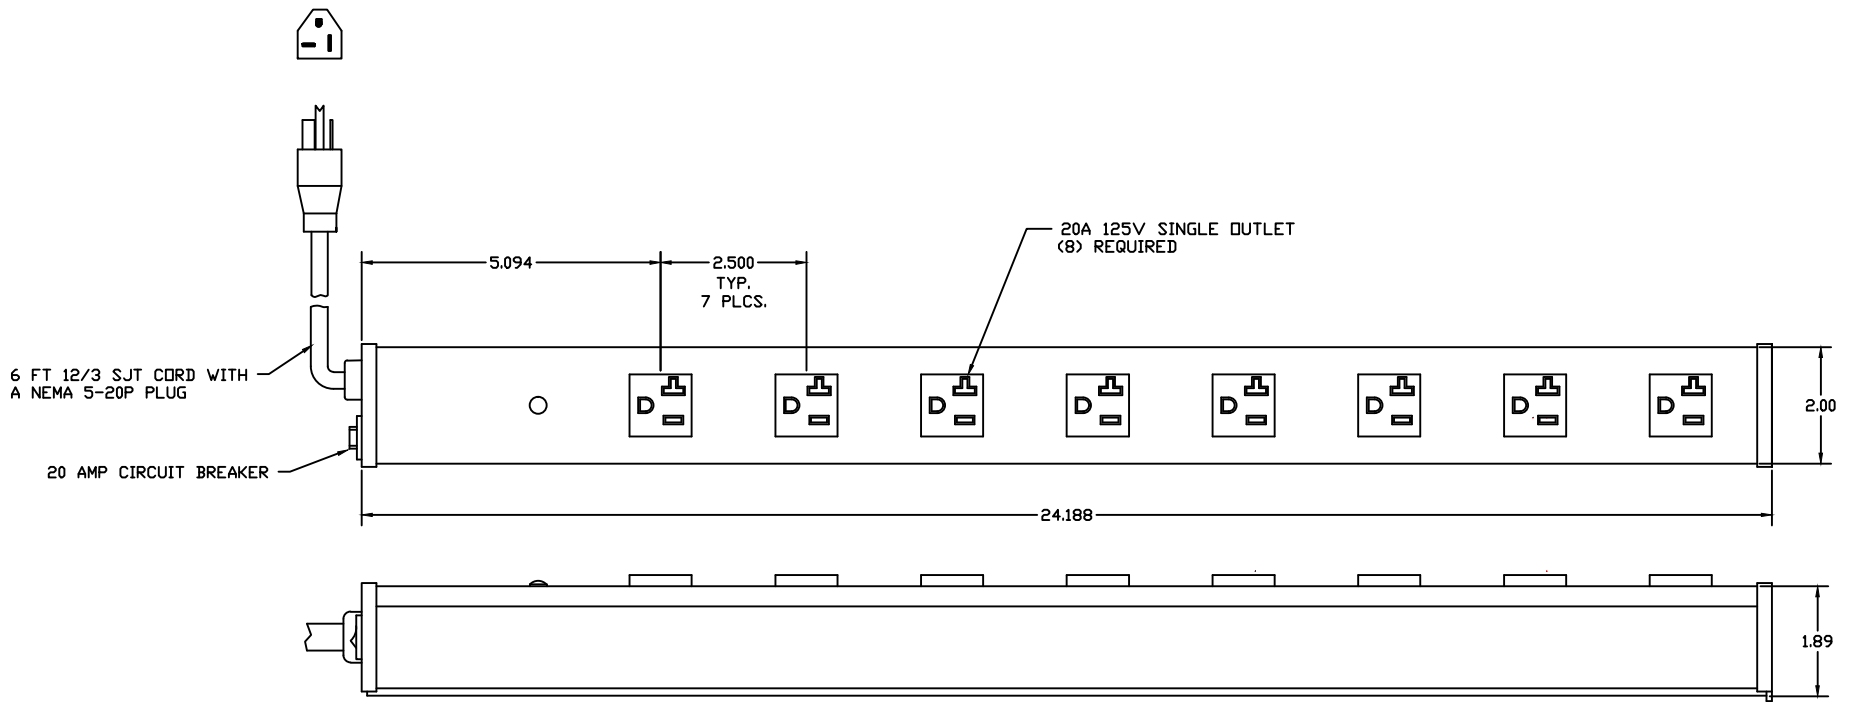 20A 125V SINGLE OUTLET
(8) REQUIRED
5.094
2.500
TYP.
7 PLCS.
6 FT 12/3 SJT CORD WITH
A NEMA 5-20P PLUG
2.00
20 AMP CIRCUIT BREAKER
24.188
1.89